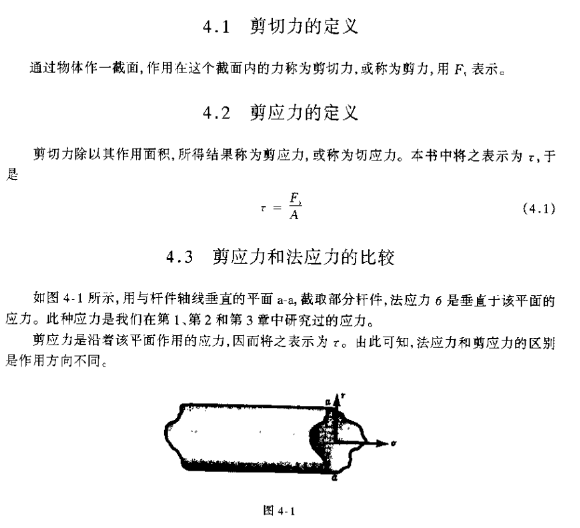 4.1 剪切力的定义
通过物体作一截面,作用在这个截面内的力称为剪切力,或称为剪力,用 Fs 表示。
4.2 剪应力的定义
剪切力除以其作用面积,所得结果称为剪应力,或称为切应力。本书中将之表示为 τ,于
是
τ = Fs/A (4.1)
4.3 剪应力和法应力的比较
如图 4-1 所示,用与杆件轴线垂直的平面 a-a,截取部分杆件,法应力 6 是垂直于该平面的
应力。此种应力是我们在第 1、第 2 和第 3 章中研究过的应力。
剪应力是沿着该平面作用的应力,因而将之表示为 τ。由此可知,法应力和剪应力的区别
是作用方向不同。
a τ
σ
a
图 4-1